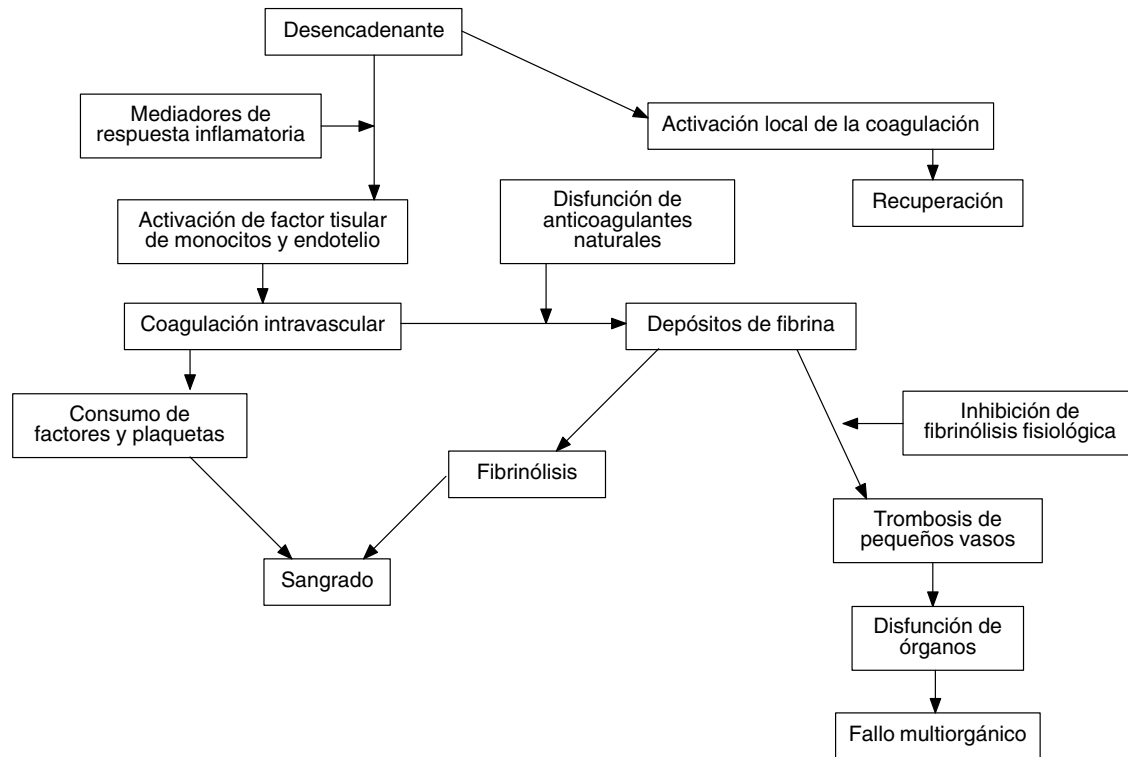 Desencadenante
Mediadores de
respuesta inflamatoria
Activación local de la coagulación
Recuperación
Activación de factor tisular
de monocitos y endotelio
Disfunción de
anticoagulantes
naturales
Coagulación intravascular
Depósitos de fibrina
Consumo de
factores y plaquetas
Inhibición de
fibrinólisis fisiológica
Fibrinólisis
Trombosis de
pequeños vasos
Sangrado
Disfunción de
órganos
Fallo multiorgánico